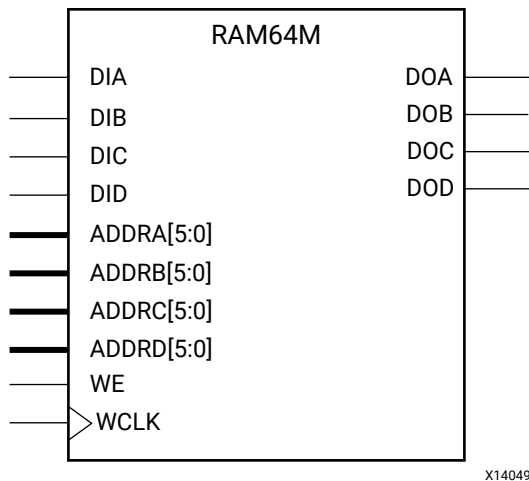 RAM64M
DIA
DIB
DIC
DID
ADDRA[5:0]
ADDRB[5:0]
ADDRC[5:0]
ADDRD[5:0]
WE
WCLK
DOA
DOB
DOC
DOD
X14049